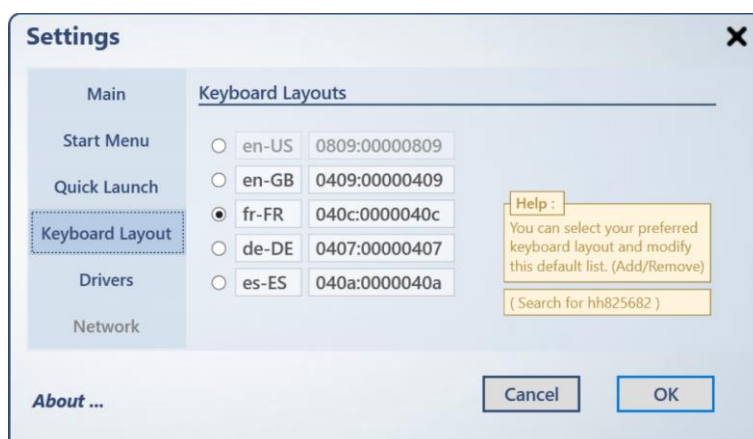 Settings
Main
Start Menu
Quick Launch
Keyboard Layout
Drivers
Network
Keyboard Layouts
en-US 0809:00000809
en-GB 0409:00000409
fr-FR 040c:0000040c
de-DE 0407:00000407
es-ES 040a:0000040a
Help :
You can select your preferred
keyboard layout and modify
this default list. (Add/Remove)
( Search for hh825682 )
About ...
Cancel
OK